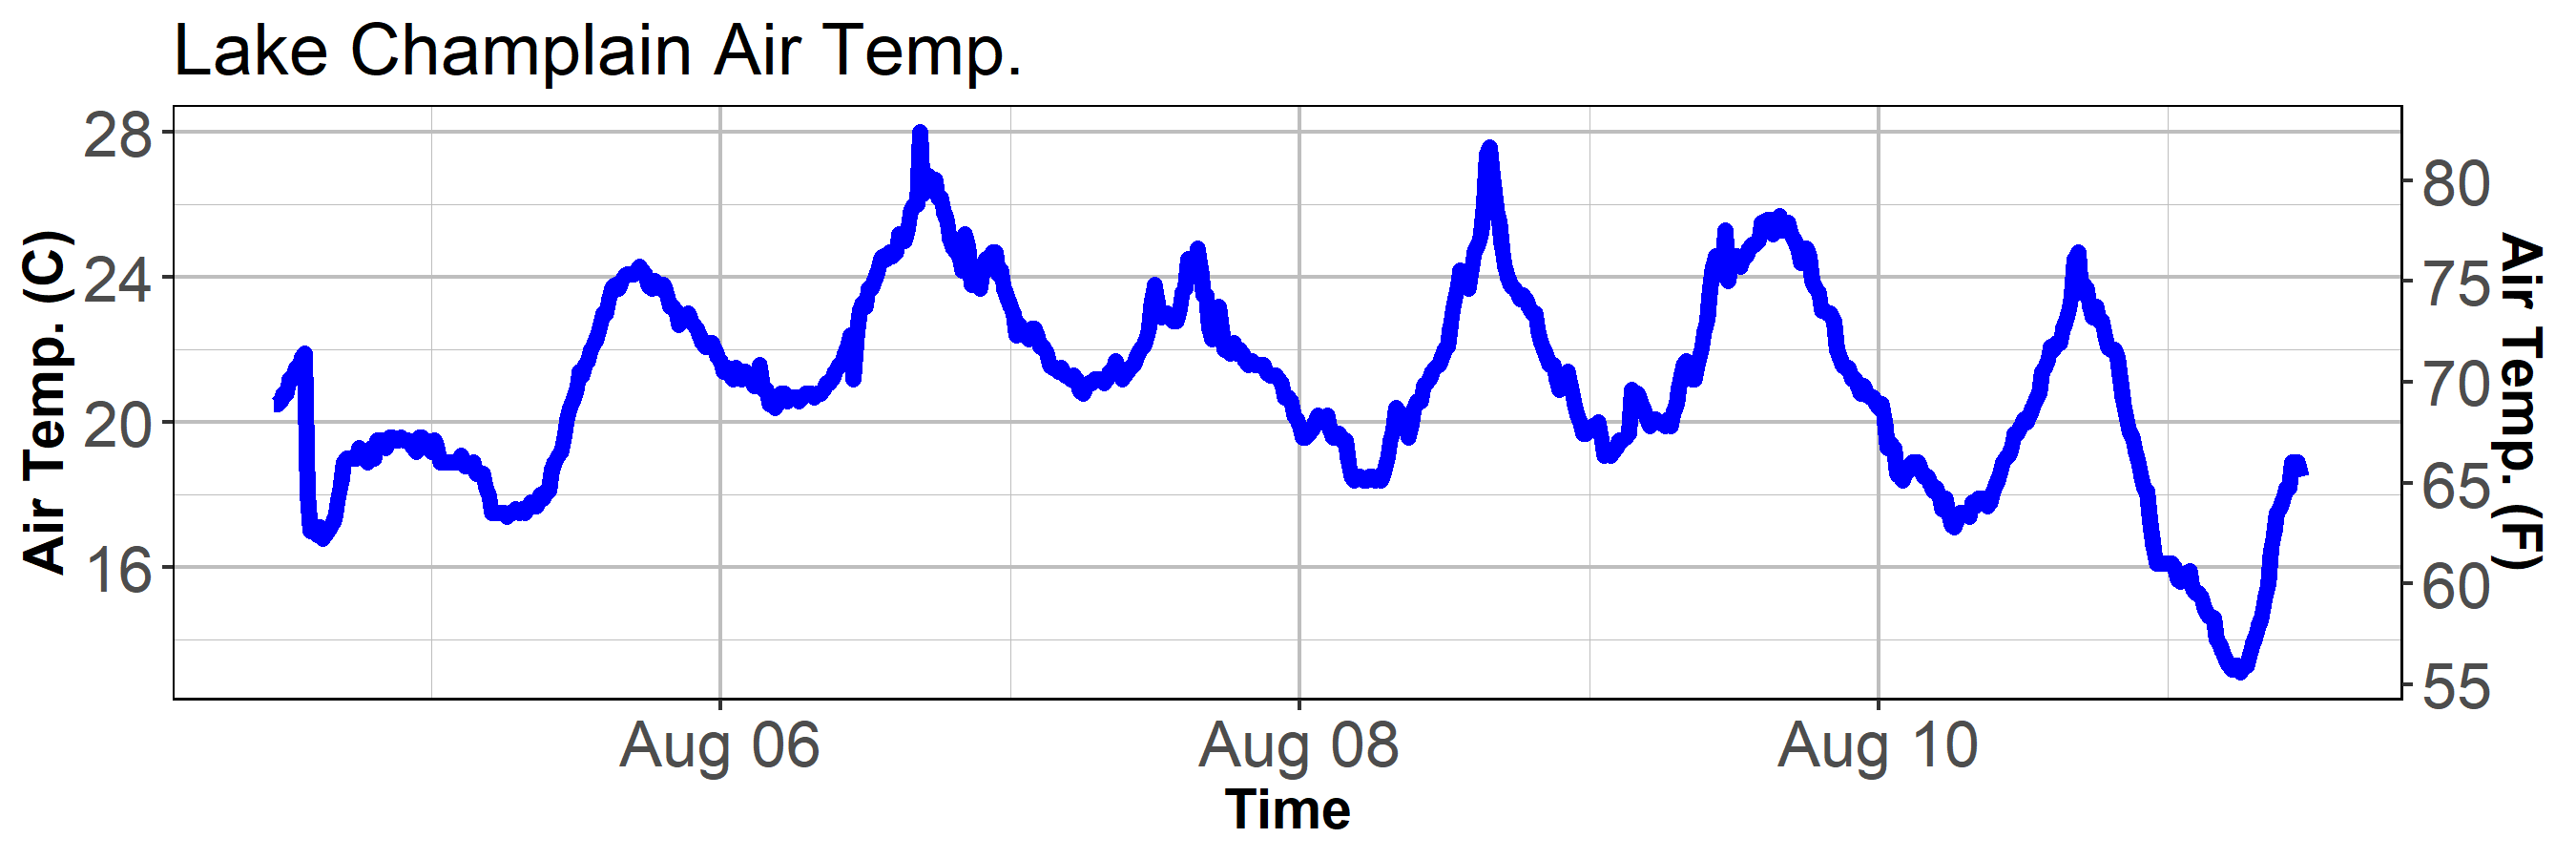 Lake Champlain Air Temp.
28
24
20
16
Air Temp. (C)
80
75
70
65
60
55
Air Temp. (F)
Aug 06
Aug 08
Aug 10
Time